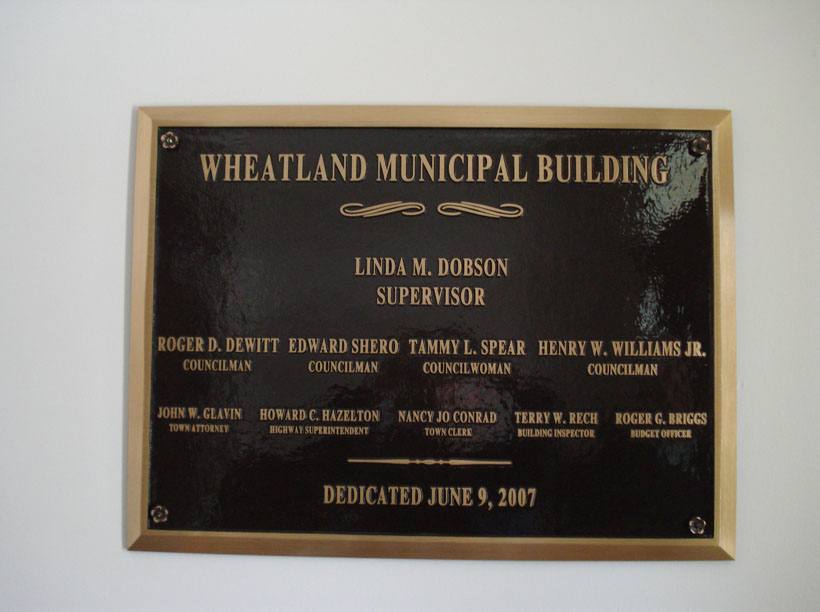 WHEATLAND MUNICIPAL BUILDING
LINDA M. DOBSON
SUPERVISOR
ROGER D. DEWITT EDWARD SHERO TAMMY L. SPEAR HENRY W. WILLIAMS JR.
COUNCILMAN COUNCILMAN COUNCILWOMAN COUNCILMAN
JOHN W. GLAVIN HOWARD C. HAZELTON NANCY JO CONRAD TERRY W. RECH ROGER G. BRIGGS
TOWN ATTORNEY HIGHWAY SUPERINTENDENT TOWN CLERK BUILDING INSPECTOR BUDGET OFFICER
DEDICATED JUNE 9, 2007